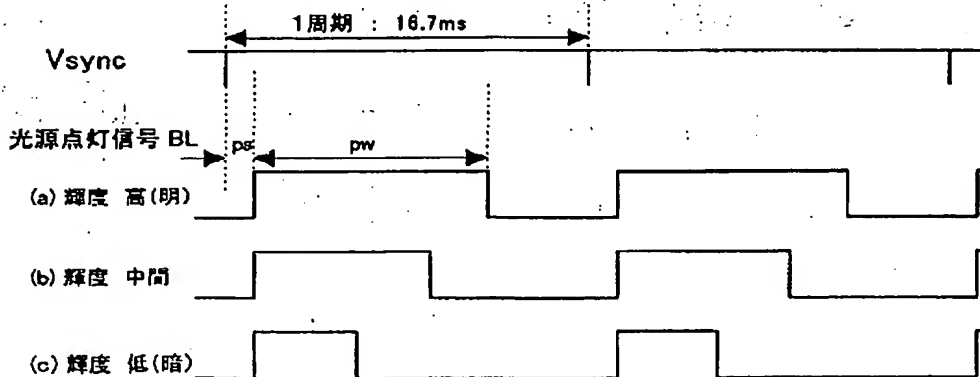 1周期 : 16.7ms
Vsync
光源点灯信号 BL
ps
pw
(a) 輝度 高(明)
(b) 輝度 中間
(c) 輝度 低(暗)